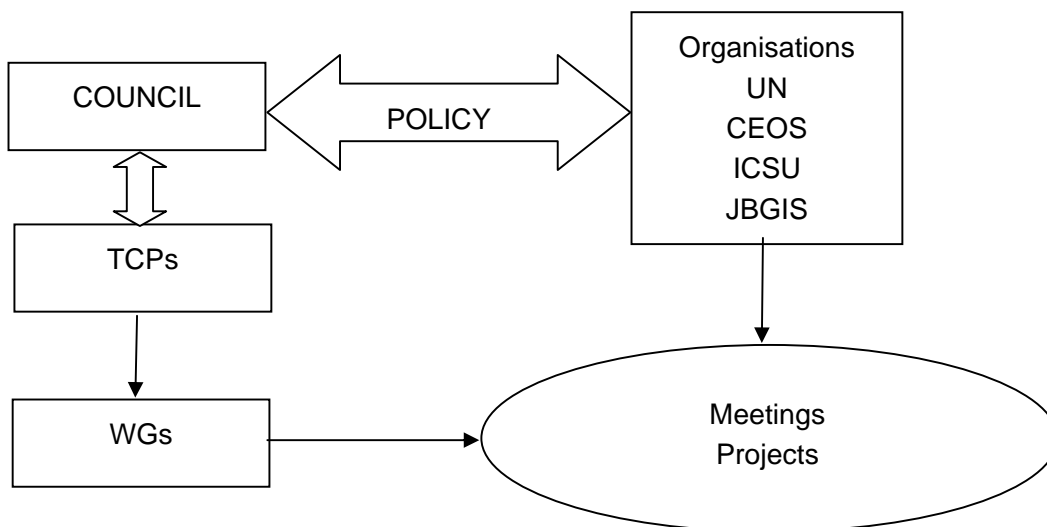 COUNCIL
POLICY
Organisations
UN
CEOS
ICSU
JBGIS
TCPs
WGs
Meetings
Projects